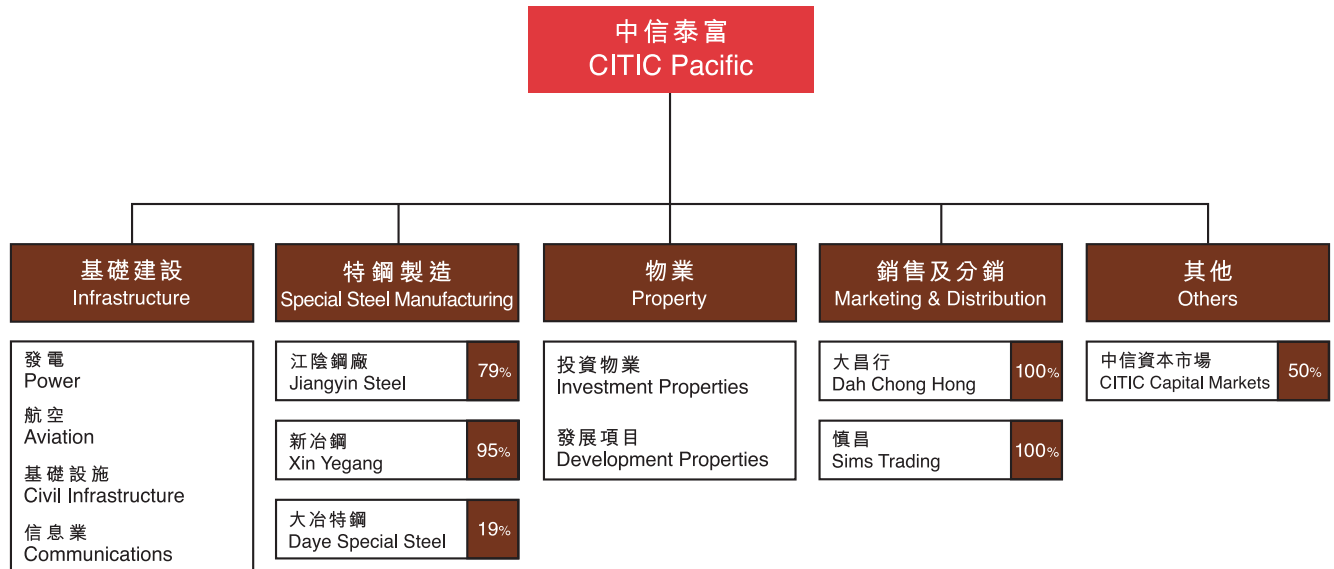 中信泰富
CITIC Pacific
基礎建設
Infrastructure
發電
Power
航空
Aviation
基礎設施
Civil Infrastructure
信息業
Communications
特鋼製造
Special Steel Manufacturing
江陰鋼廠
Jiangyin Steel
79%
新冶鋼
Xin Yegang
95%
大冶特鋼
Daye Special Steel
19%
物業
Property
投資物業
Investment Properties
發展項目
Development Properties
銷售及分銷
Marketing & Distribution
大昌行
Dah Chong Hong
100%
慎昌
Sims Trading
100%
其他
Others
中信資本市場
CITIC Capital Markets
50%